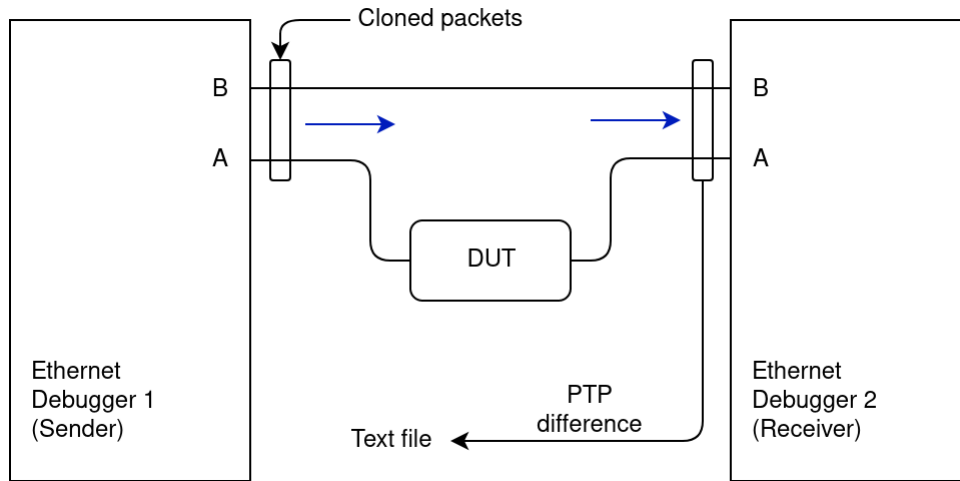 Cloned packets
B
B
A
A
DUT
Ethernet
Debugger 1
(Sender)
Ethernet
Debugger 2
(Receiver)
PTP
difference
Text file